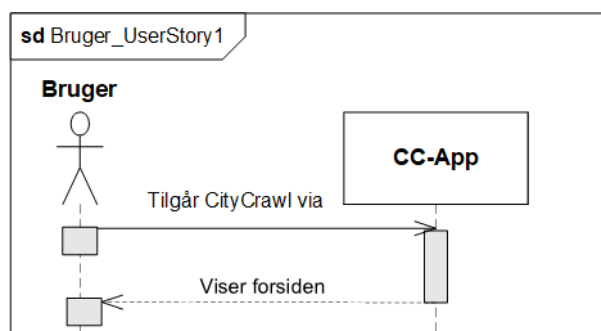 sd Bruger_UserStory1
Bruger
CC-App
Tilgår CityCrawl via
Viser forsiden